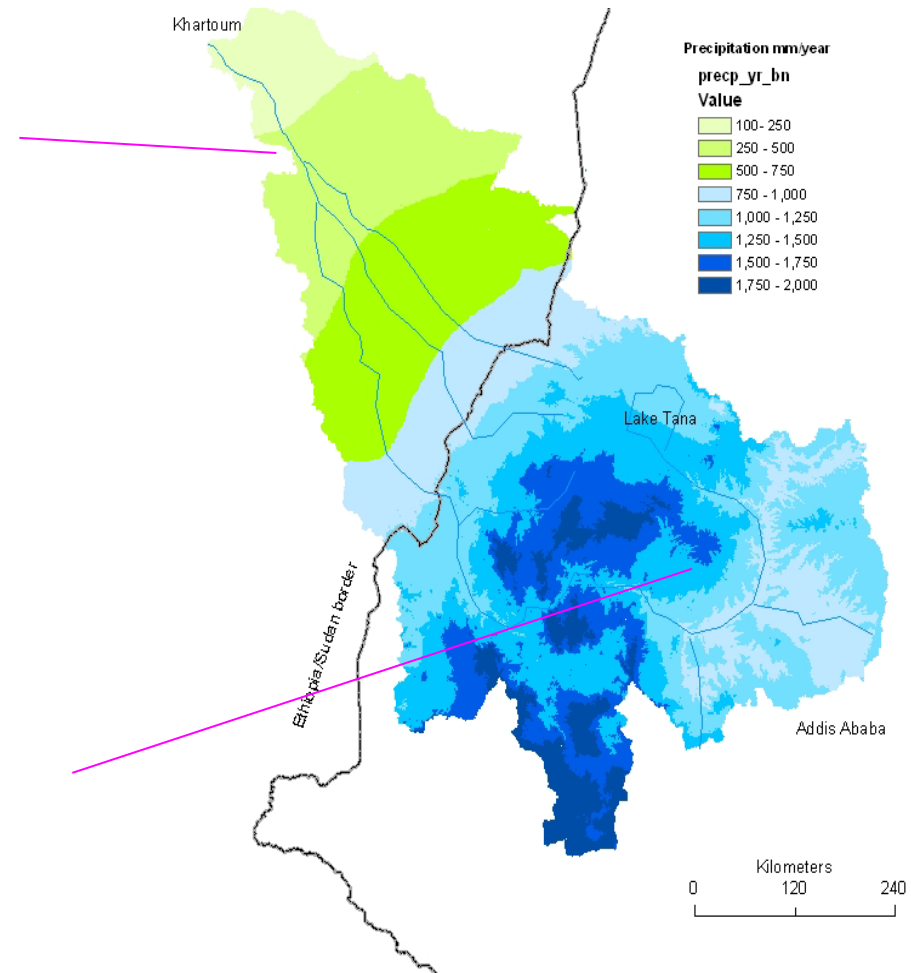 Khartoum
Precipitation mm/year
precp_yr_bn
Value
100- 250
250 - 500
500 - 750
750 - 1,000
1,000 - 1,250
1,250 - 1,500
1,500 - 1,750
1,750 - 2,000
Lake Tana
Ethiopia/Sudan border
Addis Ababa
Kilometers
0 120 240